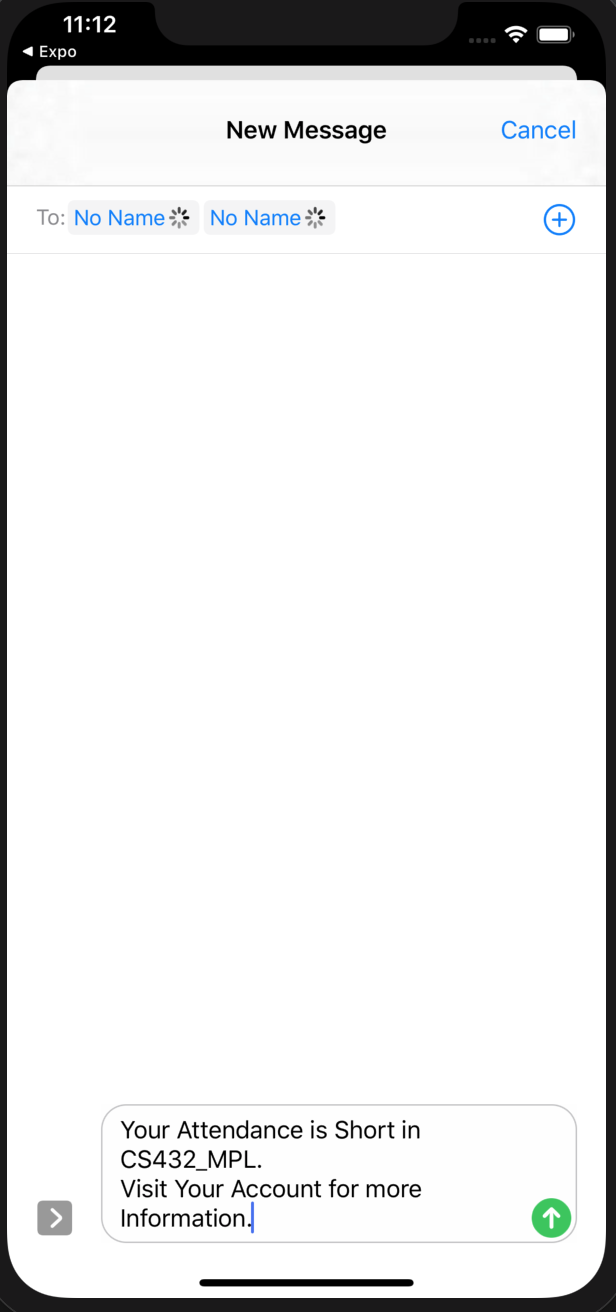 11:12
◀ Expo
New Message
Cancel
To: No Name No Name
Your Attendance is Short in
CS432_MPL.
Visit Your Account for more
Information.